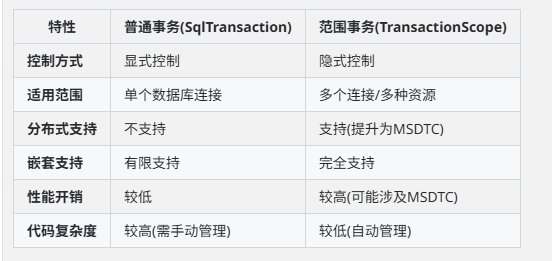 特性 普通事务(SqlTransaction) 范围事务(TransactionScope)
控制方式 显式控制 隐式控制
适用范围 单个数据库连接 多个连接/多种资源
分布式支持 不支持 支持(提升为MSDTC)
嵌套支持 有限支持 完全支持
性能开销 较低 较高(可能涉及MSDTC)
代码复杂度 较高(需手动管理) 较低(自动管理)